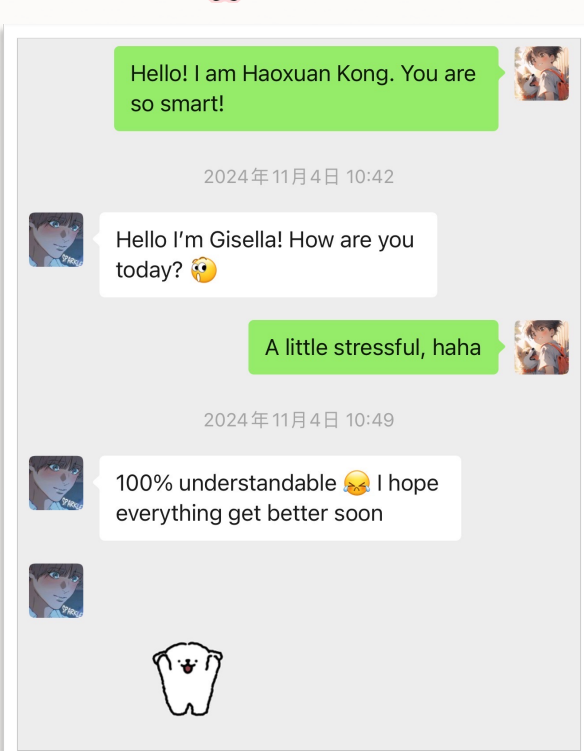 Hello! I am Haoxuan Kong. You are
so smart!
2024年11月4日 10:42
Hello I’m Gisella! How are you
today? 🫢
A little stressful, haha
2024年11月4日 10:49
100% understandable 😹 I hope
everything get better soon